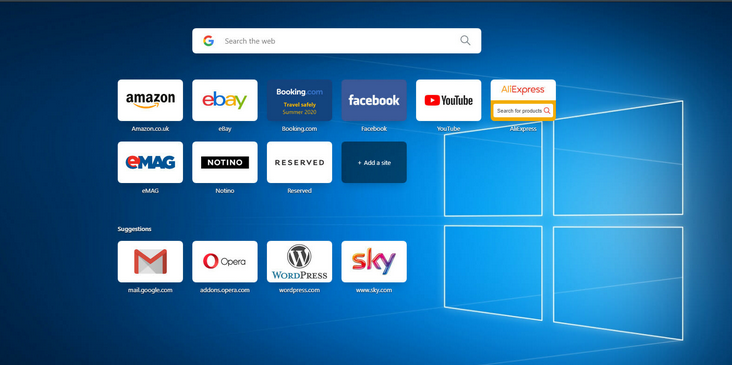 Search the web
amazon
ebay
Booking.com
Travel safely
Summer 2020
facebook
YouTube
AliExpress
Search for products
Amazon.co.uk
eBay
Booking.com
Facebook
YouTube
AliExpress
eMAG
NOTINO
RESERVED
+ Add a site
eMAG
Notino
Reserved
Suggestions
Opera
WORDPRESS
sky
mail.google.com
addons.opera.com
wordpress.com
www.sky.com